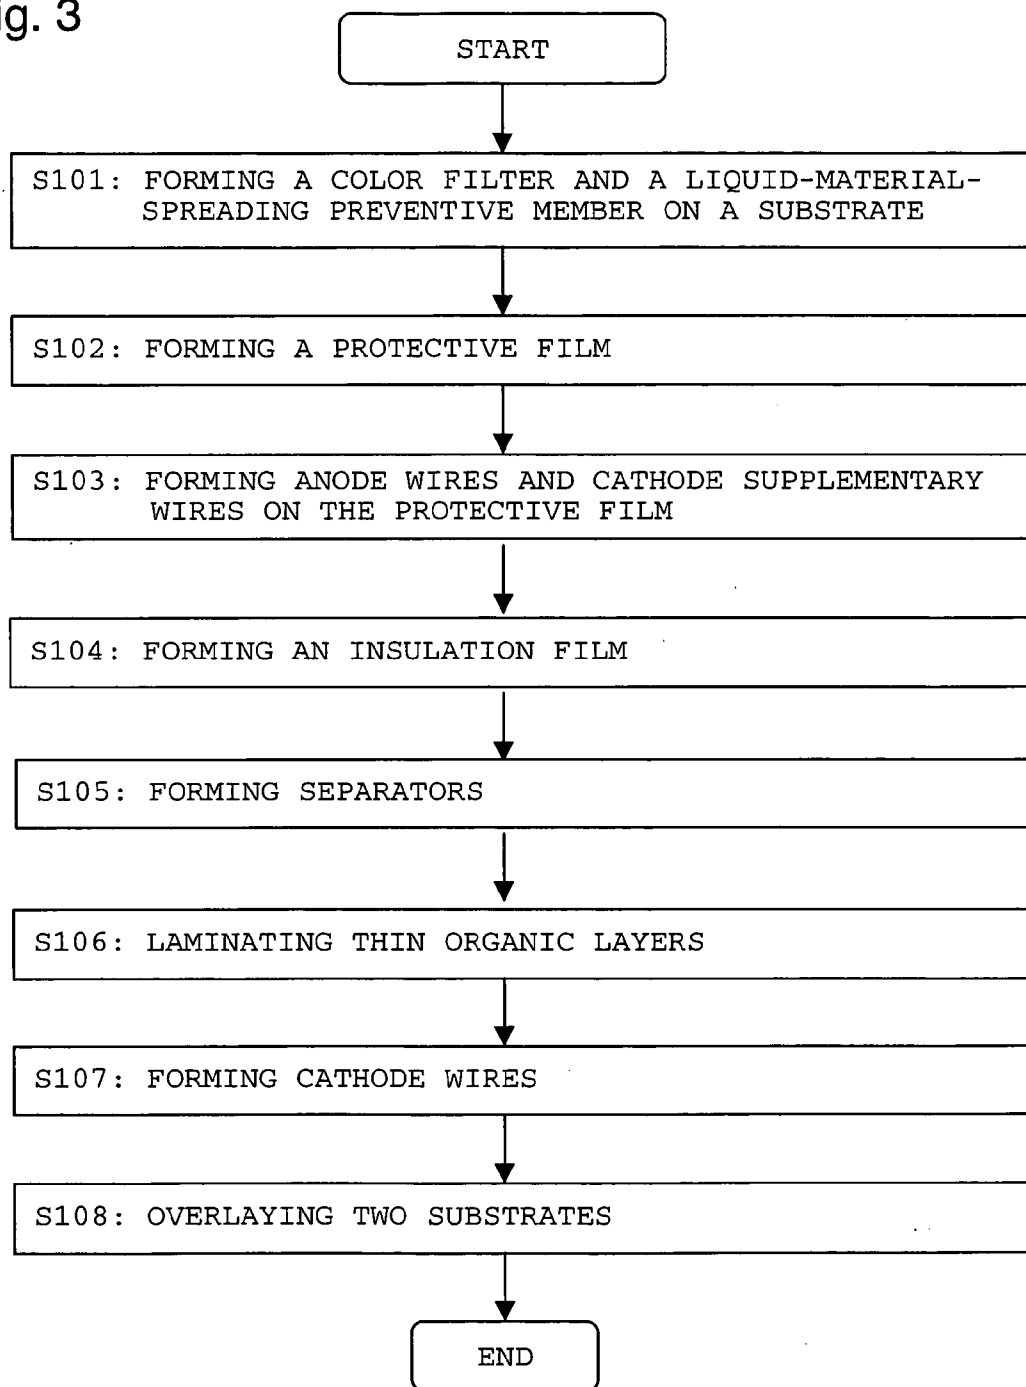 ig. 3
START
S101: FORMING A COLOR FILTER AND A LIQUID-MATERIAL-
SPREADING PREVENTIVE MEMBER ON A SUBSTRATE
S102: FORMING A PROTECTIVE FILM
S103: FORMING ANODE WIRES AND CATHODE SUPPLEMENTARY
WIRES ON THE PROTECTIVE FILM
S104: FORMING AN INSULATION FILM
S105: FORMING SEPARATORS
S106: LAMINATING THIN ORGANIC LAYERS
S107: FORMING CATHODE WIRES
S108: OVERLAYING TWO SUBSTRATES
END